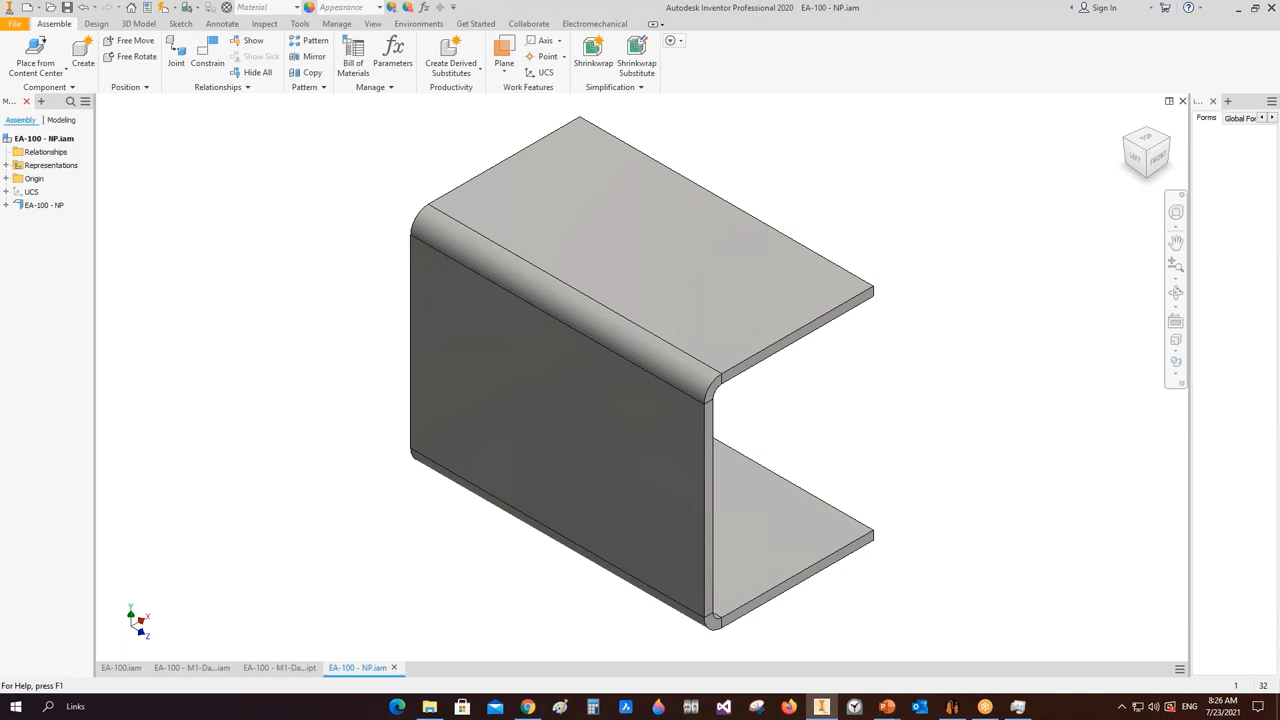 Material
Appearance
Autodesk Inventor Professional 2020 EA-100 - NP.iam
Sign In
File Assemble Design 3D Model Sketch Annotate Inspect Tools Manage View Environments Get Started Collaborate Electromechanical
Place from
Content Center
Create
Free Move
Free Rotate
Joint
Constrain
Show
Show Sick
Hide All
Pattern
Mirror
Copy
Bill of
Materials
Parameters
Create Derived
Substitutes
Plane
Axis
Point
UCS
Shrinkwrap
Shrinkwrap
Substitute
Component Position Relationships Pattern Manage Productivity Work Features Simplification
M...
Assembly Modeling
EA-100 - NP.iam
Relationships
Representations
Origin
UCS
EA-100 - NP
i...
Forms Global Fo
TOP
LEFT
FRONT
Y
X
Z
EA-100.iam EA-100 - M1-Da...iam EA-100 - M1-Da...ipt EA-100 - NP.iam
For Help, press F1
1 32
Links
ENG
8:26 AM
7/23/2021